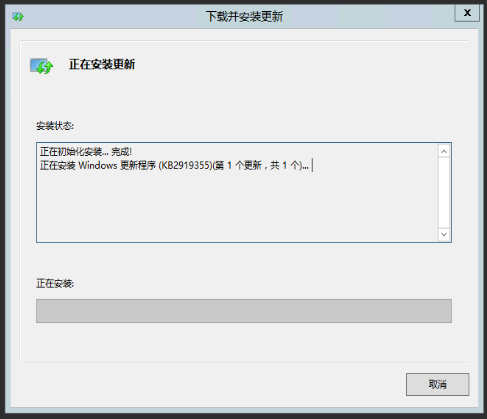 下载并安装更新
x
正在安装更新
安装状态:
正在初始化安装... 完成!
正在安装 Windows 更新程序 (KB2919355)(第 1 个更新，共 1 个)...
正在安装:
取消